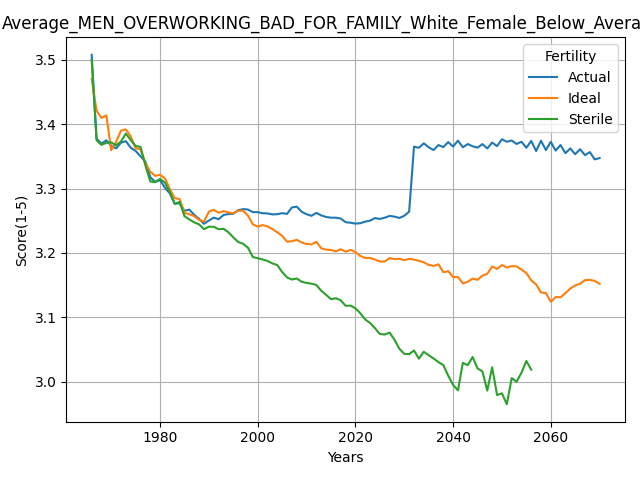 Average_MEN_OVERWORKING_BAD_FOR_FAMILY_White_Female_Below_Avera
Fertility
Actual
Ideal
Sterile
Score(1-5)
3.5
3.4
3.3
3.2
3.1
3.0
1980 2000 2020 2040 2060
Years